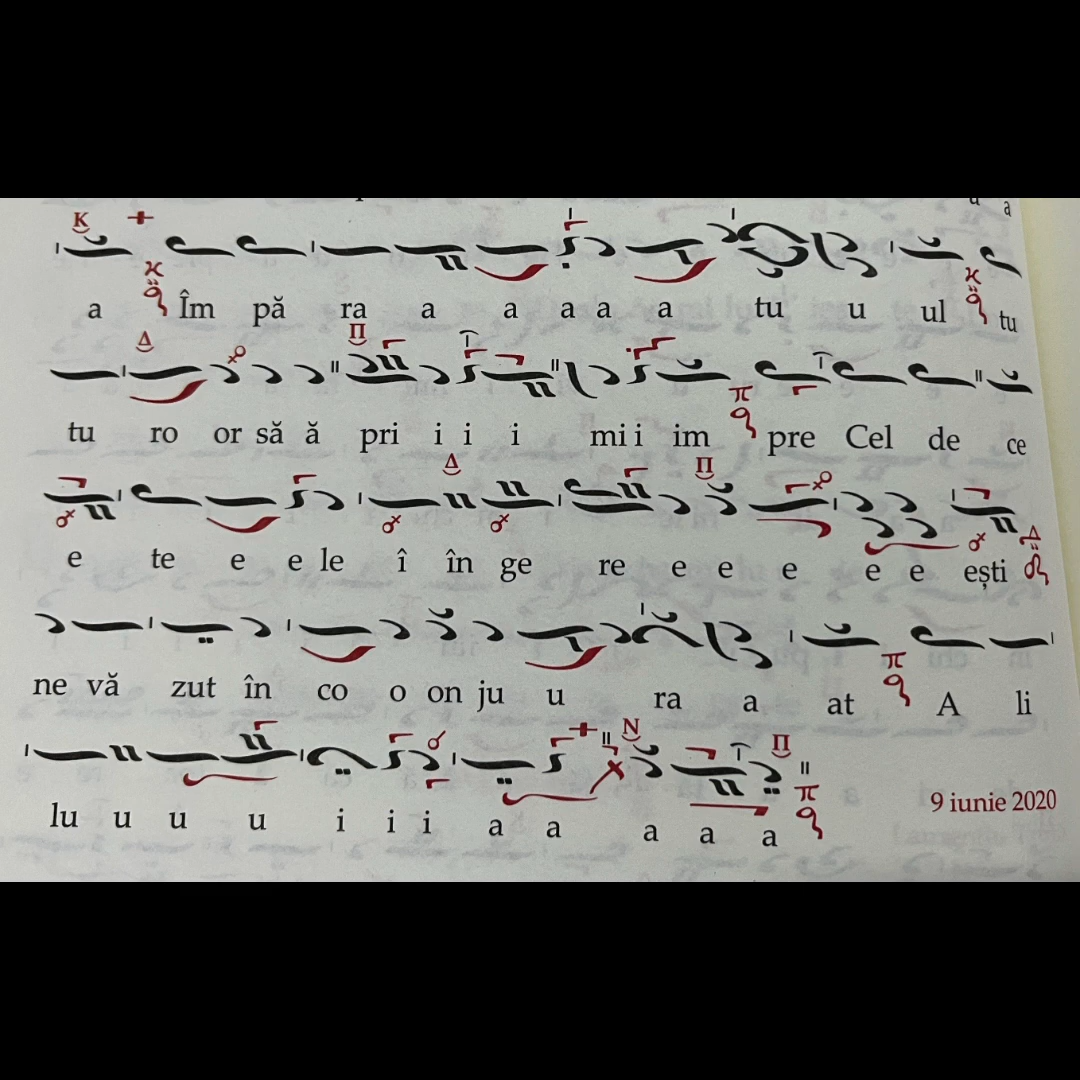 a Îm pă ra a a a a a tu u ul tu
tu ro or să ă pri i i i mi i im pre Cel de ce
e te e e le î în ge re e e e e e ești
ne vă zut în co o on ju u ra a at A li
lu u u u i i i a a a a a
9 iunie 2020